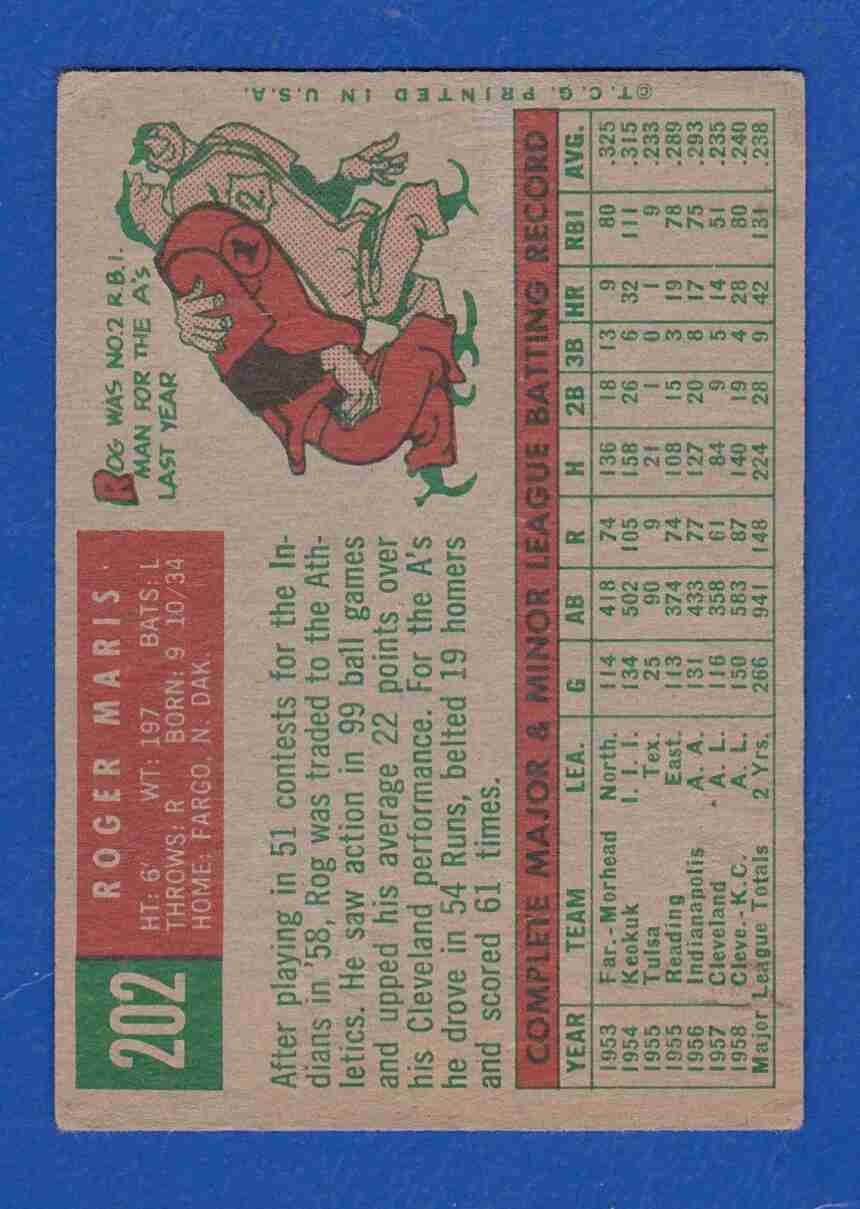 202
ROGER MARIS
HT: 6' WT: 197 BATS: L
THROWS: R BORN: 9/10/34
HOME: FARGO, N. DAK.
ROG WAS NO.2 R.B.I.
MAN FOR THE A's
LAST YEAR
1
2
After playing in 51 contests for the In-
dians in '58, Rog was traded to the Ath-
letics. He saw action in 99 ball games
and upped his average 22 points over
his Cleveland performance. For the A's
he drove in 54 Runs, belted 19 homers
and scored 61 times.
COMPLETE MAJOR & MINOR LEAGUE BATTING RECORD
YEAR TEAM LEA. G AB R H 2B 3B HR RBI AVG.
1953 Far.-Morhead North. 114 418 74 136 18 13 9 80 .325
1954 Keokuk I. I. I. 134 502 105 158 26 6 32 111 .315
1955 Tulsa Tex. 25 90 9 21 1 0 1 9 .233
1955 Reading East. 113 374 74 108 15 3 19 78 .289
1956 Indianapolis A. A. 131 433 77 127 20 8 17 75 .293
1957 Cleveland A. L. 116 358 61 84 9 5 14 51 .235
1958 Cleve.-K.C. A. L. 150 583 87 140 19 4 28 80 .240
Major League Totals 2 Yrs. 266 941 148 224 28 9 42 131 .238
© T. C. G. PRINTED IN U.S.A.